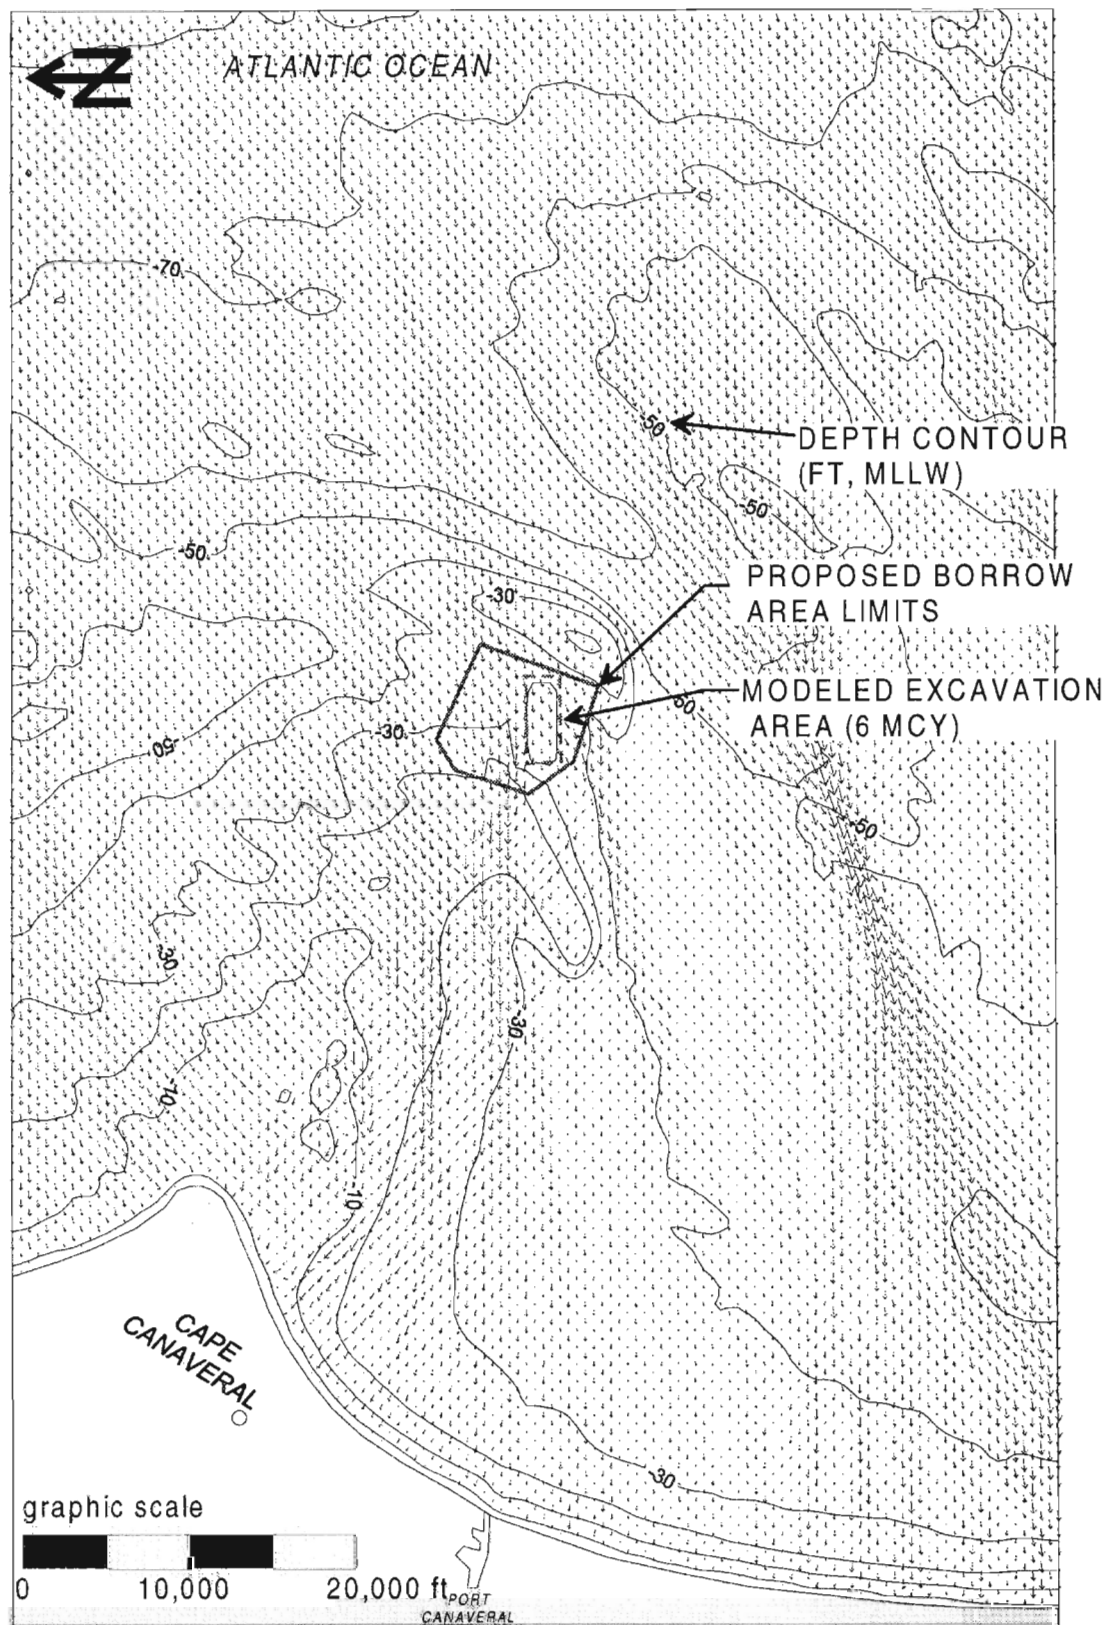 N
ATLANTIC OCEAN
-70
-50
DEPTH CONTOUR
(FT, MLLW)
-50
-50
PROPOSED BORROW
AREA LIMITS
-30
MODELED EXCAVATION
AREA (6 MCY)
-50
-30
-50
-50
-30
-30
-10
-10
CAPE
CANAVERAL
-30
graphic scale
0 10,000 20,000 ft
PORT
CANAVERAL